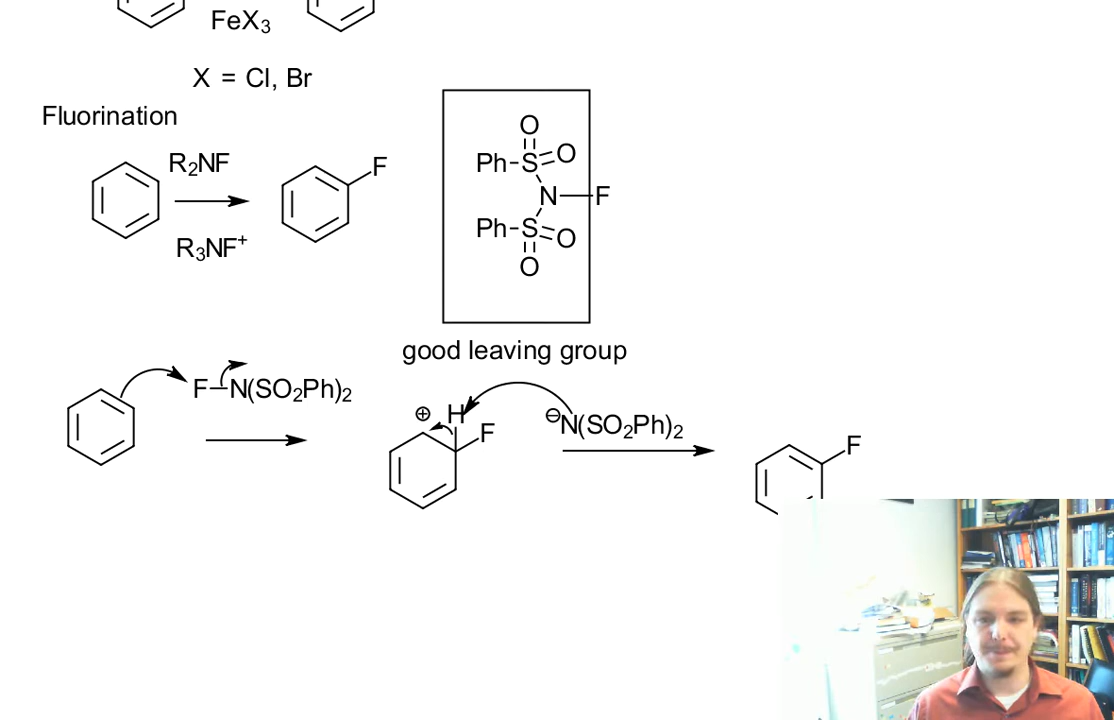 FeX₃
X = Cl, Br
Fluorination
R₂NF
F
R₃NF⁺
O
Ph-S=O
N—F
Ph-S=O
O
good leaving group
F—N(SO₂Ph)₂
⊕ H
F
⊖N(SO₂Ph)₂
F